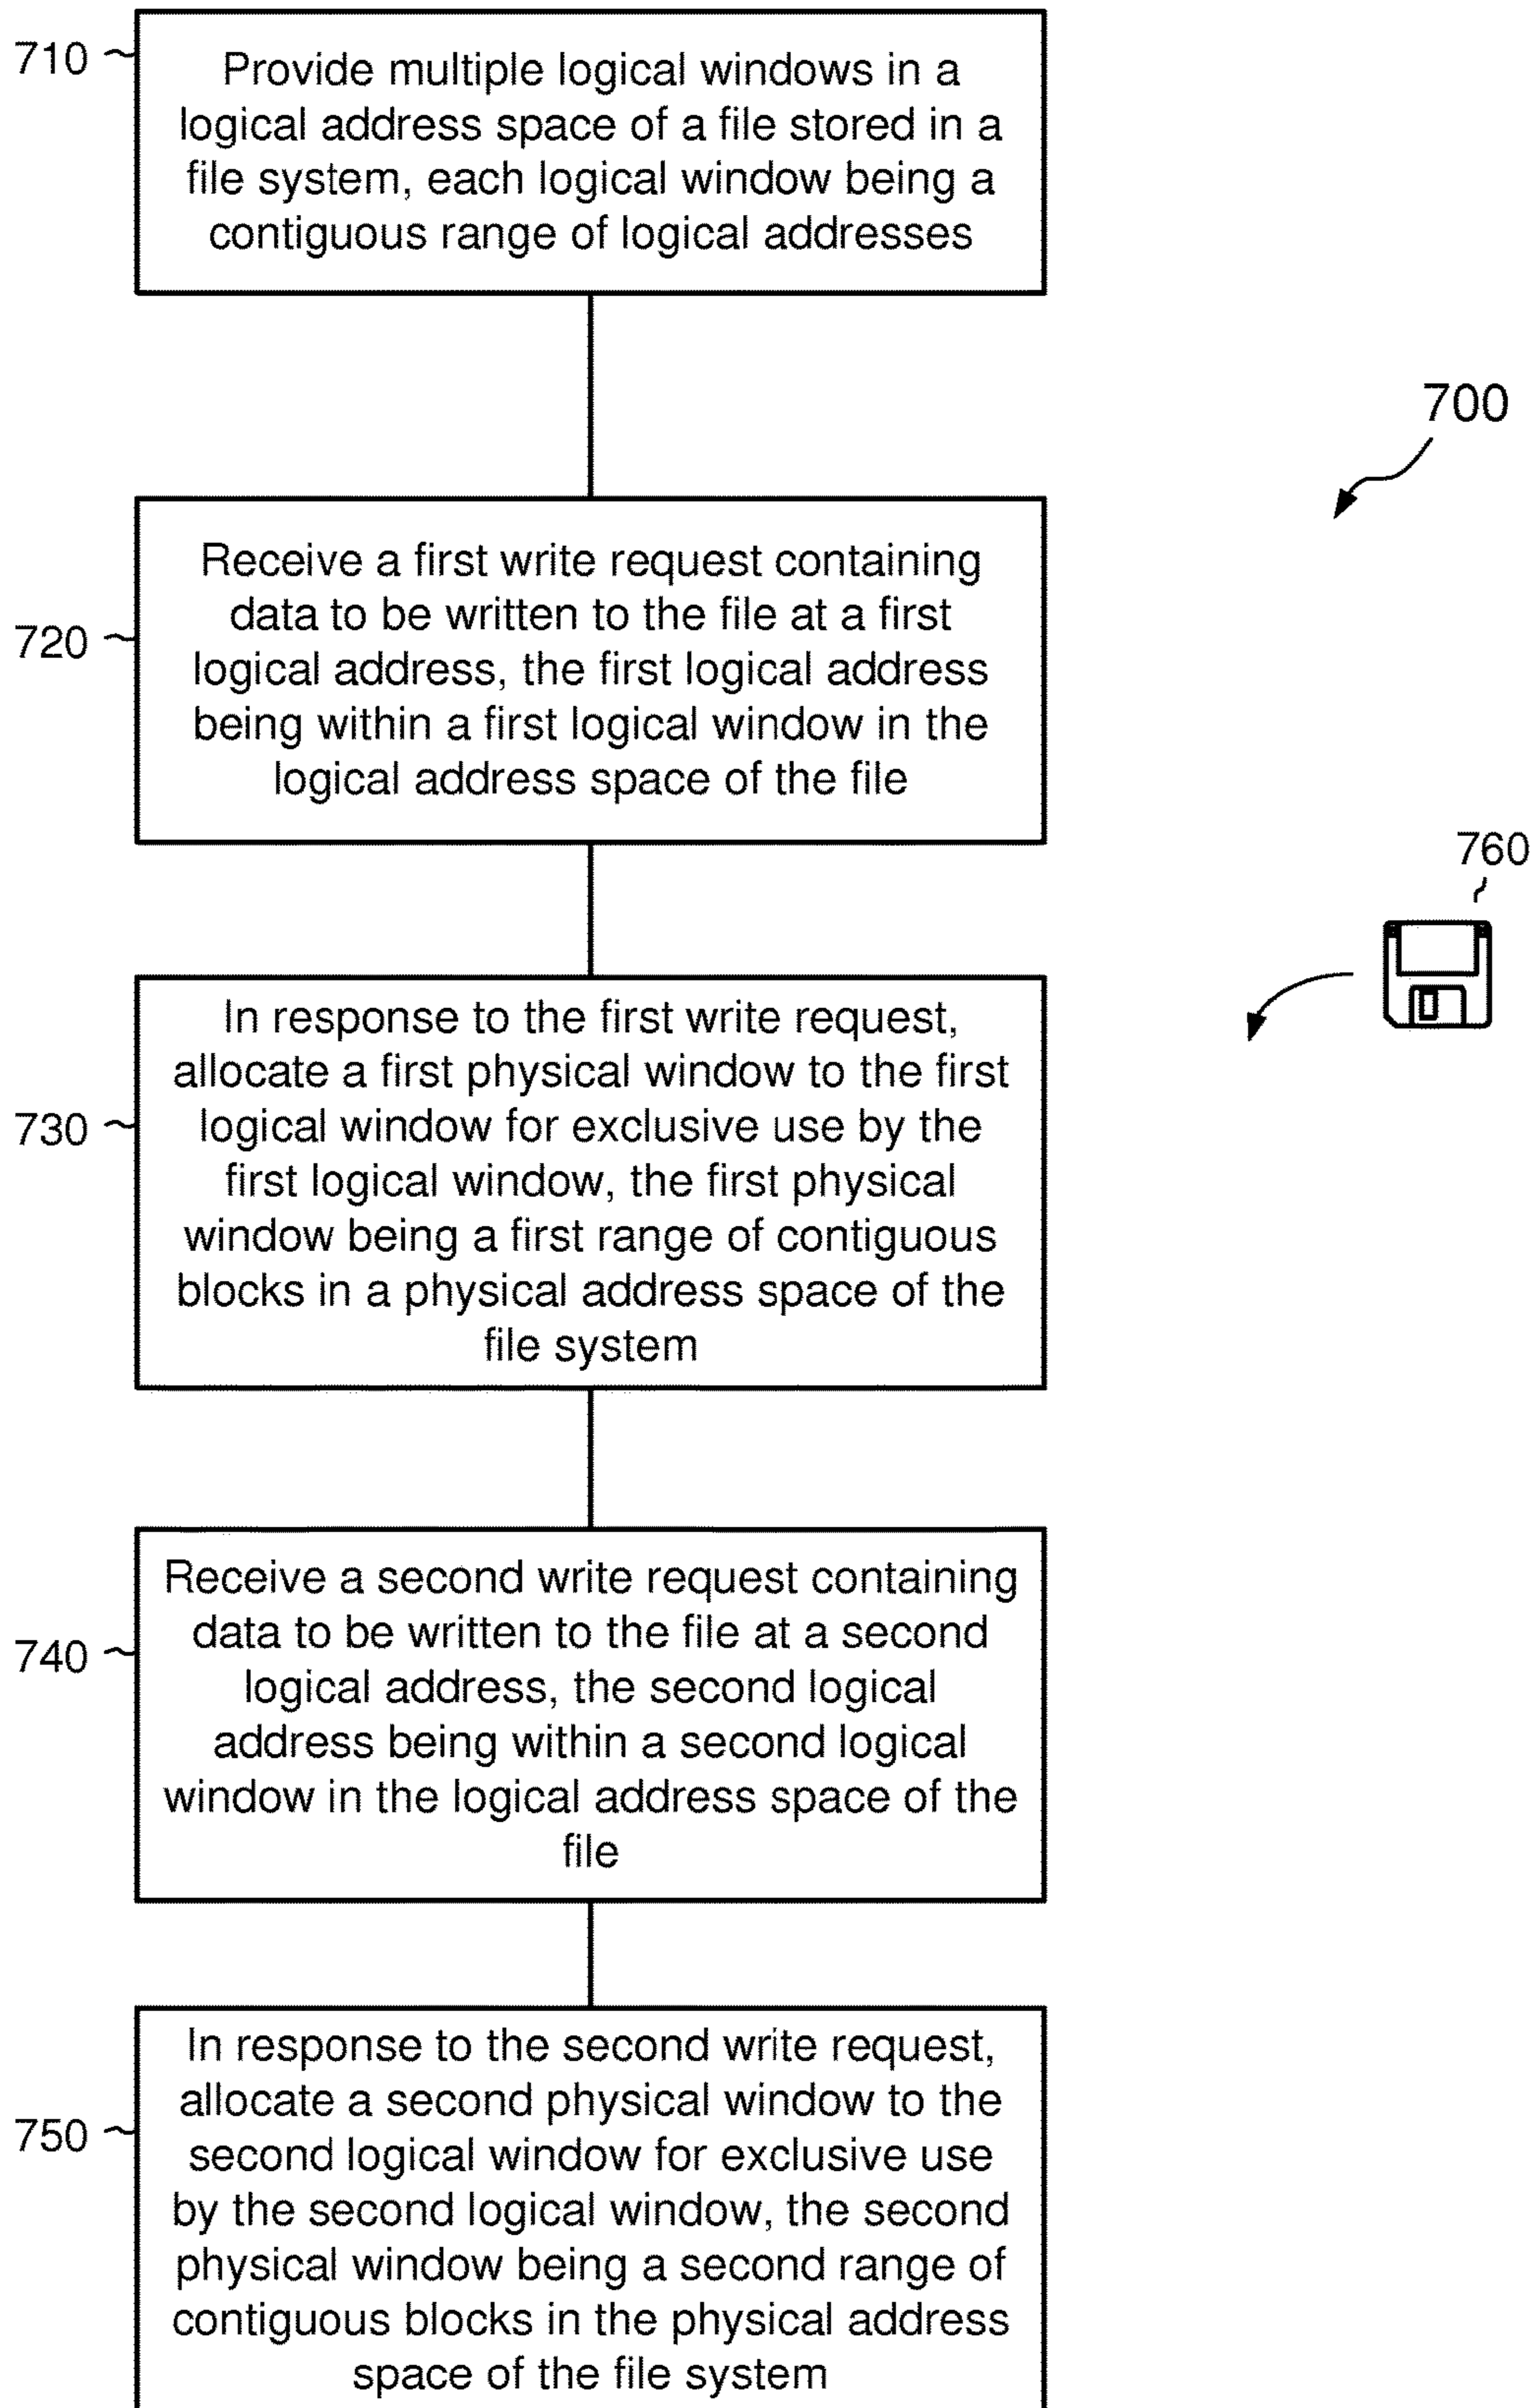 710
Provide multiple logical windows in a
logical address space of a file stored in a
file system, each logical window being a
contiguous range of logical addresses
700
720
Receive a first write request containing
data to be written to the file at a first
logical address, the first logical address
being within a first logical window in the
logical address space of the file
760
730
In response to the first write request,
allocate a first physical window to the first
logical window for exclusive use by the
first logical window, the first physical
window being a first range of contiguous
blocks in a physical address space of the
file system
740
Receive a second write request containing
data to be written to the file at a second
logical address, the second logical
address being within a second logical
window in the logical address space of the
file
750
In response to the second write request,
allocate a second physical window to the
second logical window for exclusive use
by the second logical window, the second
physical window being a second range of
contiguous blocks in the physical address
space of the file system